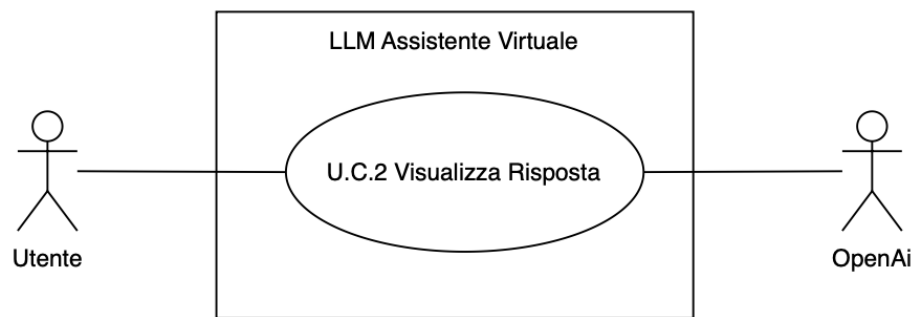 LLM Assistente Virtuale
U.C.2 Visualizza Risposta
Utente
OpenAi